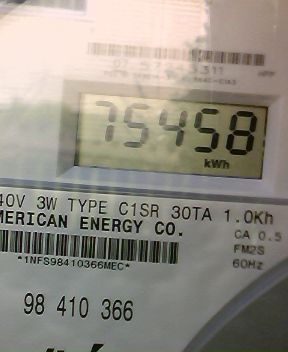 75458
kWh
40V 3W TYPE C1SR 30TA 1.0Kh
MERICAN ENERGY CO.
CA 0.5
FM2S
60Hz
*1NFS98410366MEC*
98 410 366